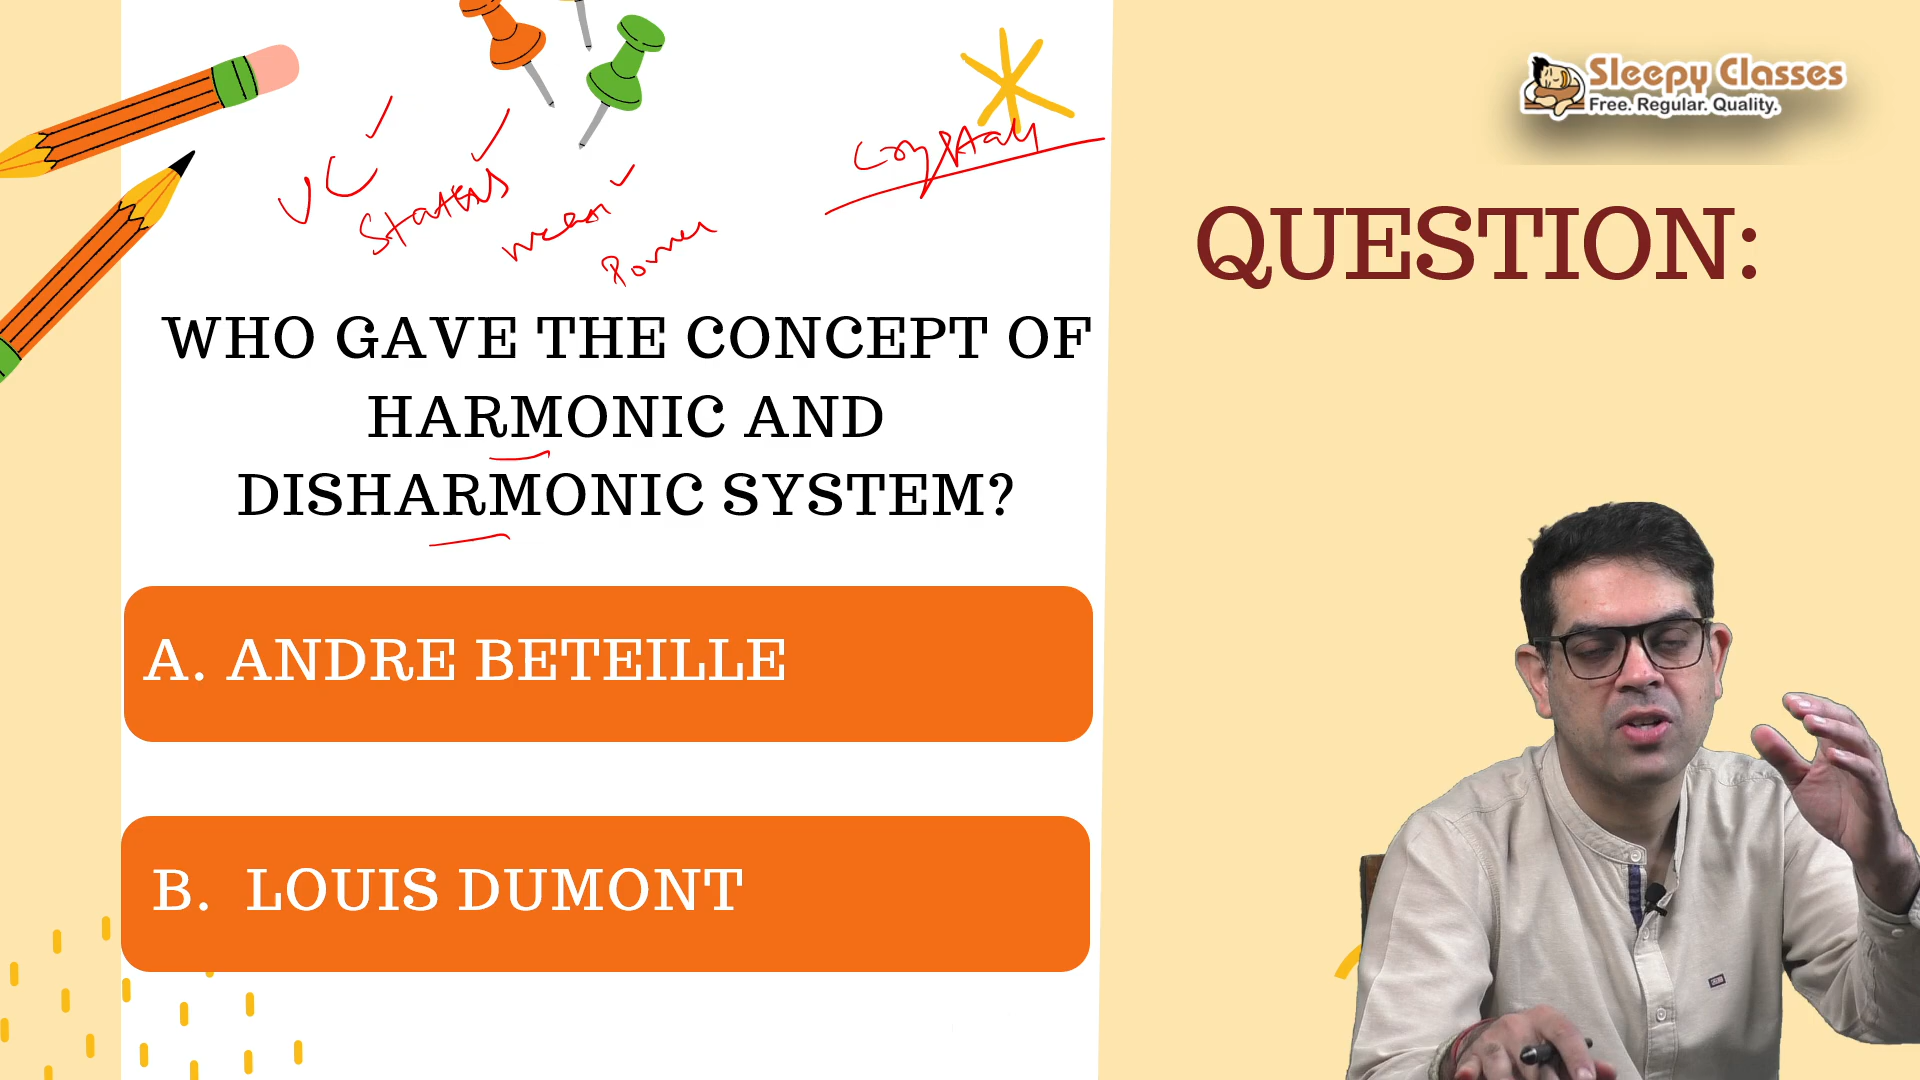 Sleepy Classes
Free. Regular. Quality.
UC
Status
Power
QUESTION:
WHO GAVE THE CONCEPT OF
HARMONIC AND
DISHARMONIC SYSTEM?
A. ANDRE BETEILLE
B. LOUIS DUMONT